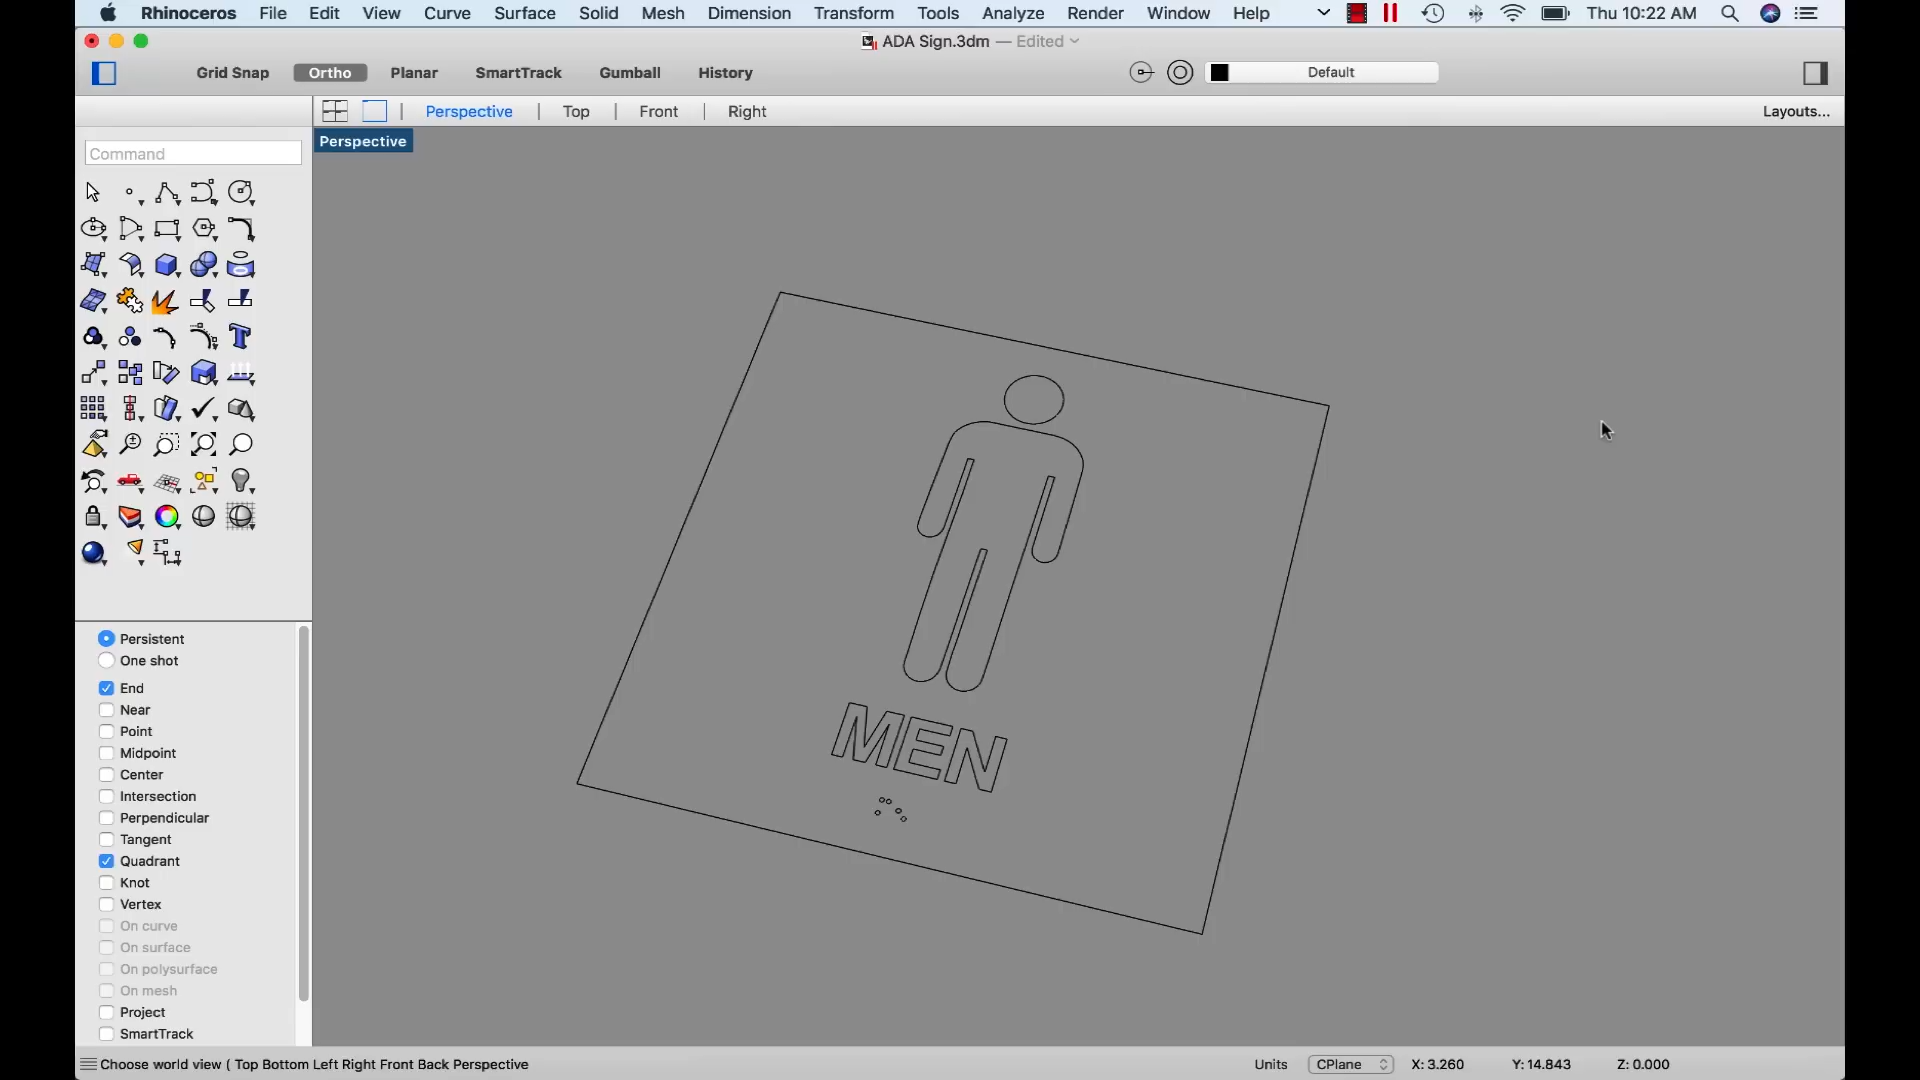 Rhinoceros File Edit View Curve Surface Solid Mesh Dimension Transform Tools Analyze Render Window Help Thu 10:22 AM
ADA Sign.3dm — Edited
Grid Snap Ortho Planar SmartTrack Gumball History Default
Perspective Top Front Right Layouts...
Perspective
Command
MEN
Persistent
One shot
End
Near
Point
Midpoint
Center
Intersection
Perpendicular
Tangent
Quadrant
Knot
Vertex
On curve
On surface
On polysurface
On mesh
Project
SmartTrack
Choose world view ( Top Bottom Left Right Front Back Perspective Units CPlane X: 3.260 Y: 14.843 Z: 0.000